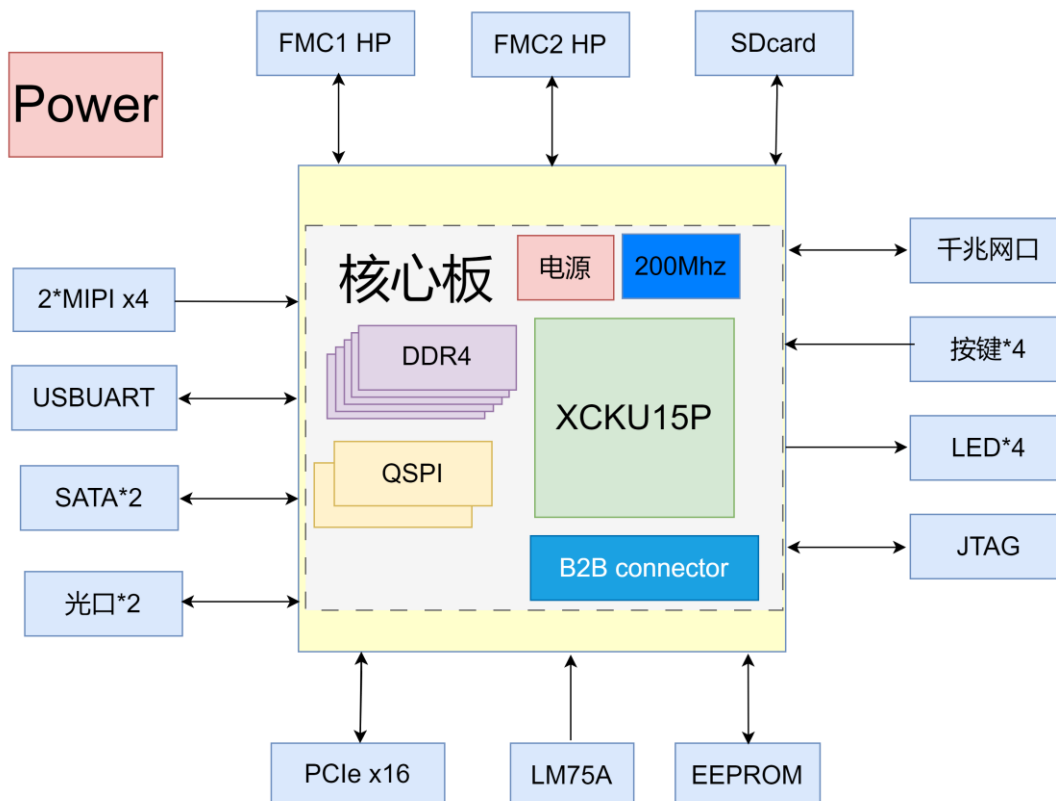 FMC1 HP
FMC2 HP
SDcard
Power
核心板
电源
200Mhz
千兆网口
2*MIPI x4
DDR4
XCKU15P
按键*4
USBUART
QSPI
LED*4
SATA*2
B2B connector
JTAG
光口*2
PCIe x16
LM75A
EEPROM